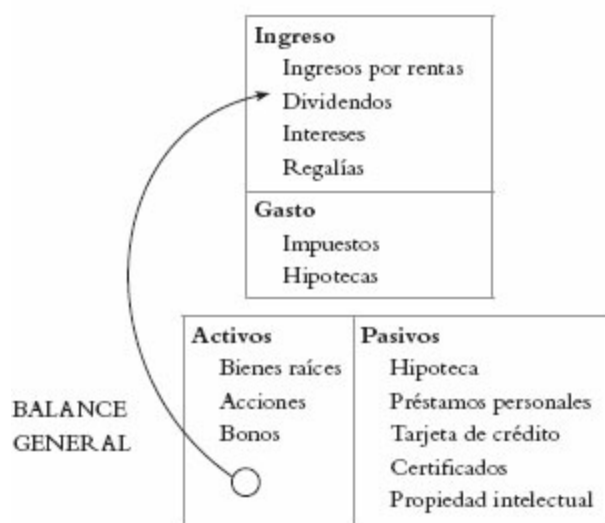 Ingreso
Ingresos por rentas
Dividendos
Intereses
Regalías
Gasto
Impuestos
Hipotecas
BALANCE
GENERAL
Activos
Bienes raíces
Acciones
Bonos
Pasivos
Hipoteca
Préstamos personales
Tarjeta de crédito
Certificados
Propiedad intelectual